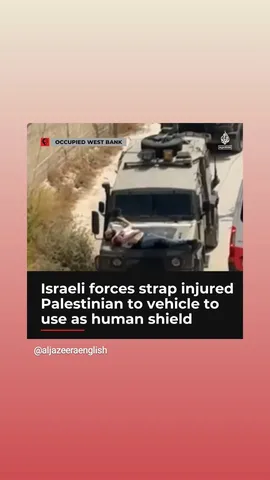 OCCUPIED WEST BANK
Israeli forces strap injured
Palestinian to vehicle to
use as human shield
@aljazeeraenglish